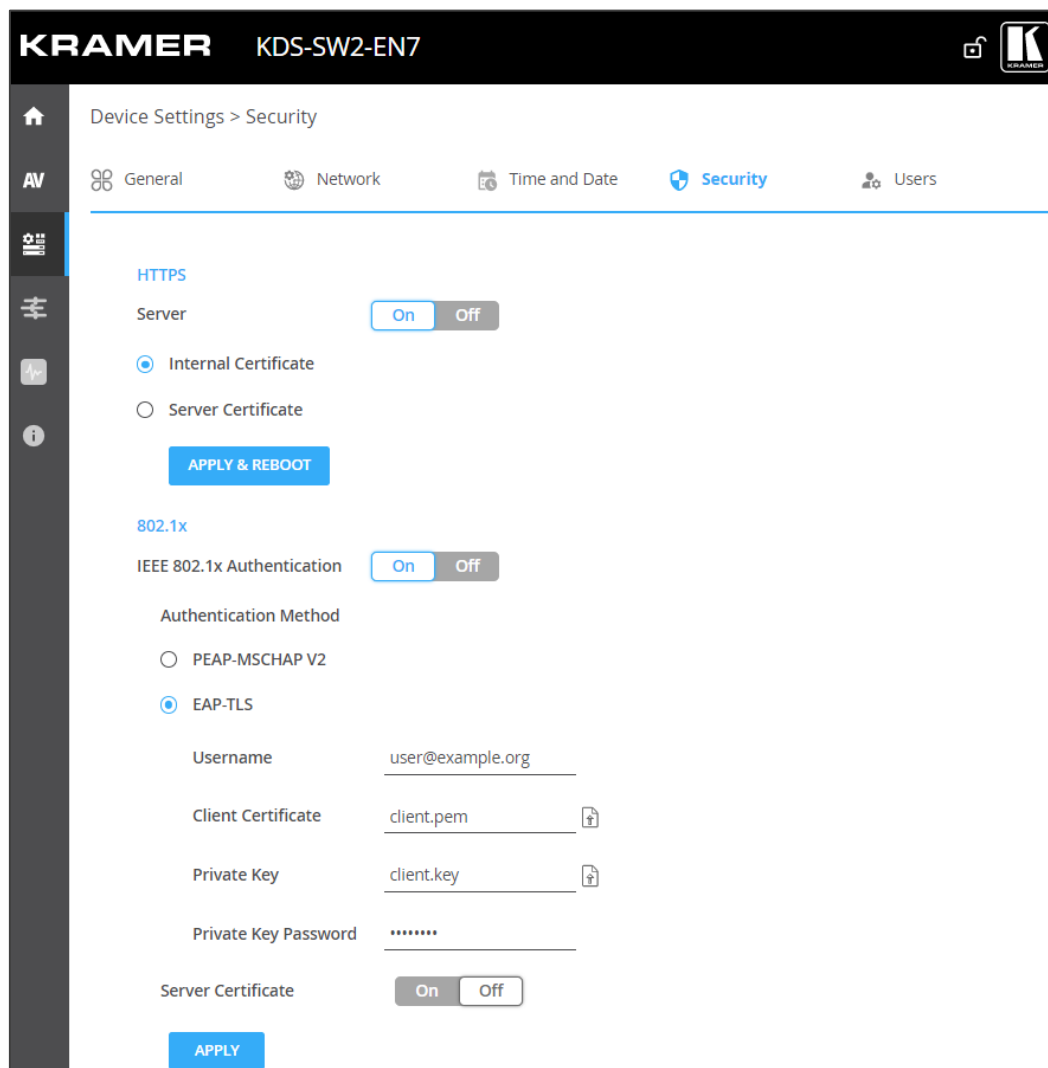 KRAMER KDS-SW2-EN7
KRAMER
Device Settings > Security
AV
General Network Time and Date Security Users
HTTPS
Server On Off
Internal Certificate
Server Certificate
APPLY & REBOOT
802.1x
IEEE 802.1x Authentication On Off
Authentication Method
PEAP-MSCHAP V2
EAP-TLS
Username user@example.org
Client Certificate client.pem
Private Key client.key
Private Key Password ••••••••
Server Certificate On Off
APPLY